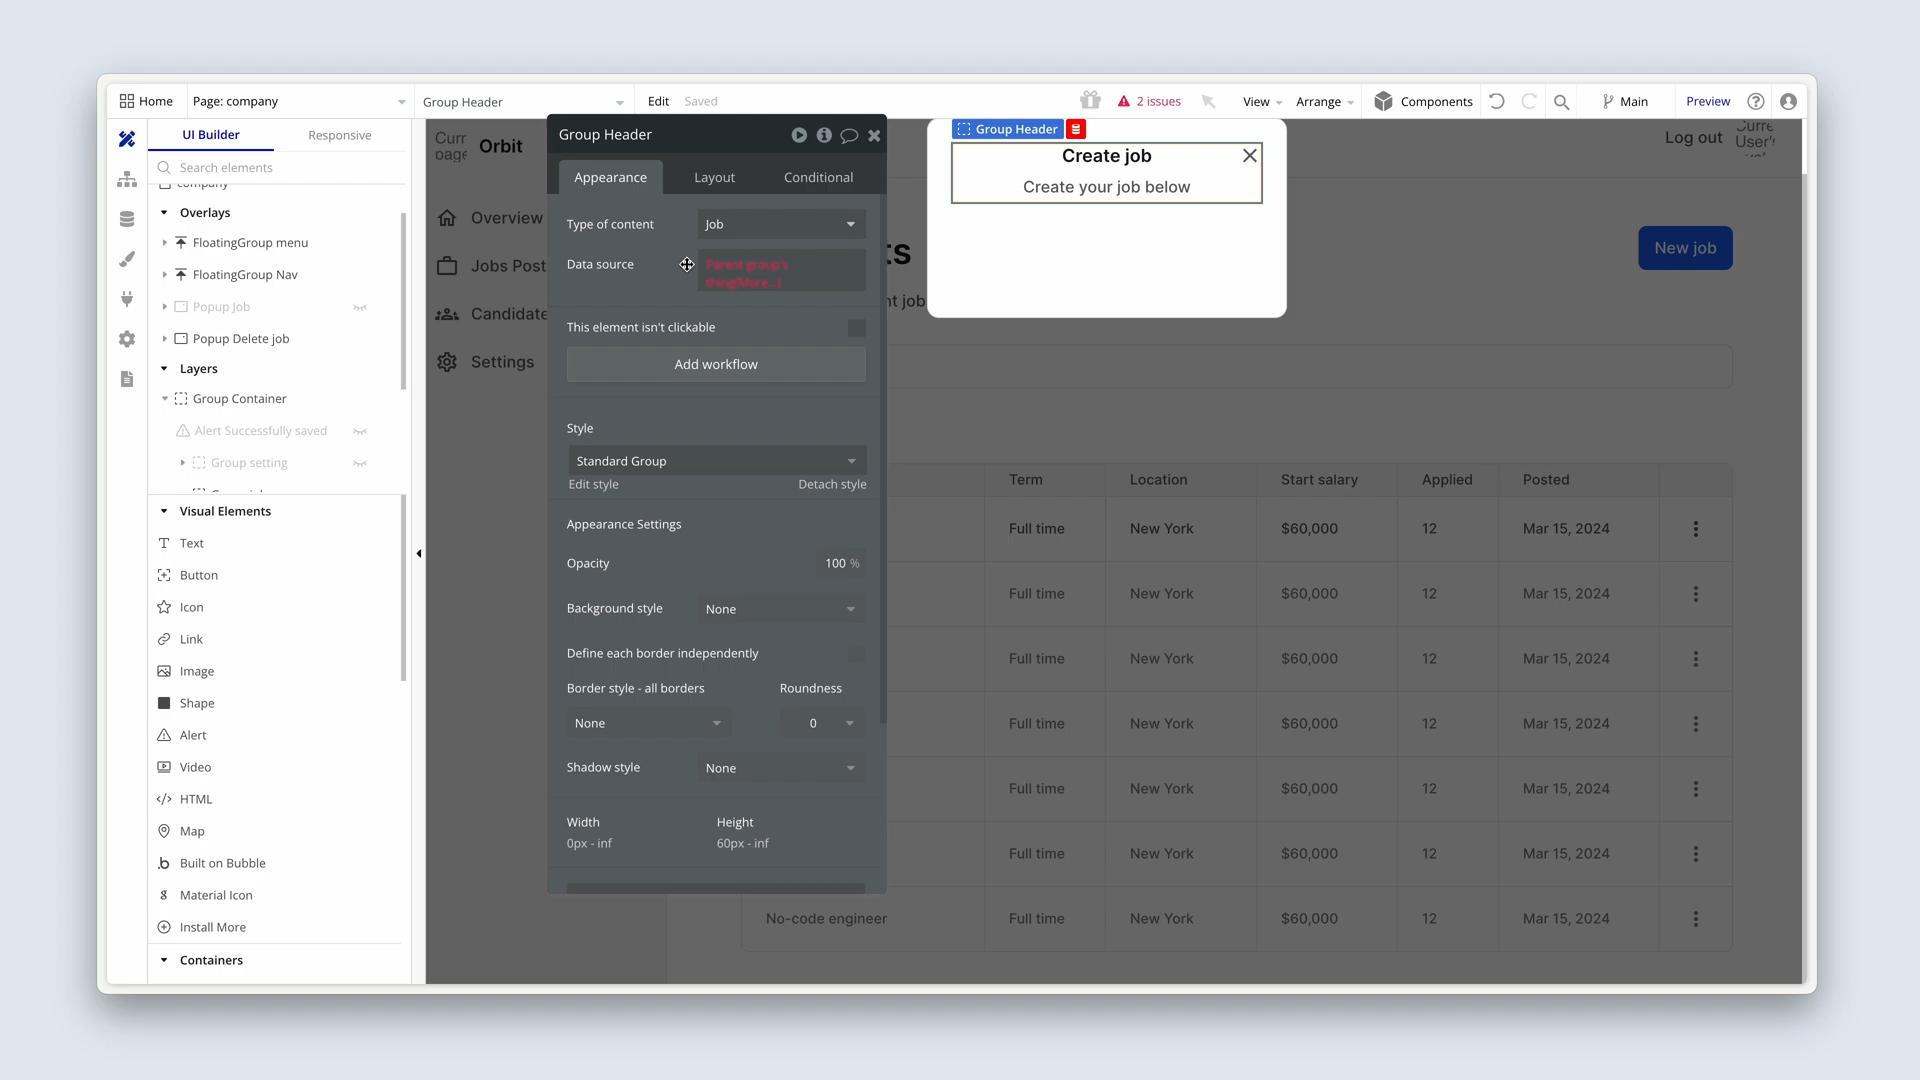 Home
Page: company
Group Header
Edit
Saved
2 issues
View
Arrange
Components
Main
Preview
UI Builder
Responsive
Search elements
company
Overlays
FloatingGroup menu
FloatingGroup Nav
Popup Job
Popup Delete job
Layers
Group Container
Alert Successfully saved
Group setting
Visual Elements
Text
Button
Icon
Link
Image
Shape
Alert
Video
HTML
Map
Built on Bubble
Material Icon
Install More
Containers
Orbit
Overview
Jobs Post
Candidate
Settings
Group Header
Appearance
Layout
Conditional
Type of content
Job
Data source
Parent group's
thing(More...)
This element isn't clickable
Add workflow
Style
Standard Group
Edit style
Detach style
Appearance Settings
Opacity
100 %
Background style
None
Define each border independently
Border style - all borders
Roundness
None
0
Shadow style
None
Width
Height
0px - inf
60px - inf
Group Header
Create job
Create your job below
Log out
ts
nt job
New job
Term Location Start salary Applied Posted
Full time New York $60,000 12 Mar 15, 2024
Full time New York $60,000 12 Mar 15, 2024
Full time New York $60,000 12 Mar 15, 2024
Full time New York $60,000 12 Mar 15, 2024
Full time New York $60,000 12 Mar 15, 2024
Full time New York $60,000 12 Mar 15, 2024
No-code engineer Full time New York $60,000 12 Mar 15, 2024